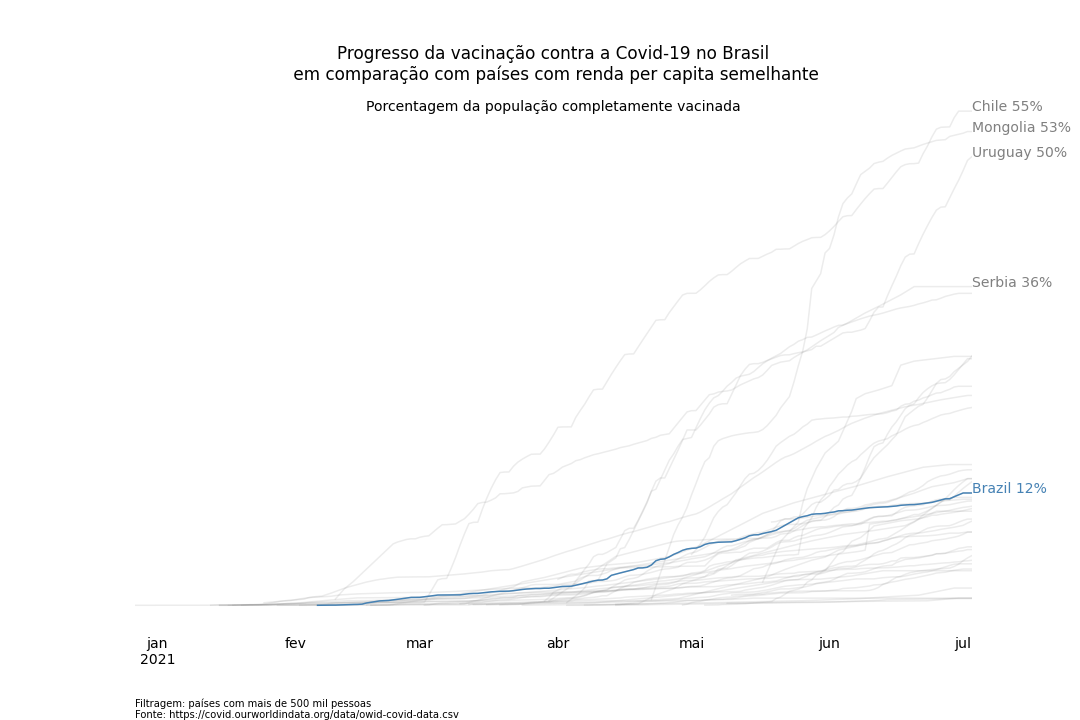 Progresso da vacinação contra a Covid-19 no Brasil
em comparação com países com renda per capita semelhante
Porcentagem da população completamente vacinada
Chile 55%
Mongolia 53%
Uruguay 50%
Serbia 36%
Brazil 12%
jan fev mar abr mai jun jul
2021
Filtragem: países com mais de 500 mil pessoas
Fonte: https://covid.ourworldindata.org/data/owid-covid-data.csv